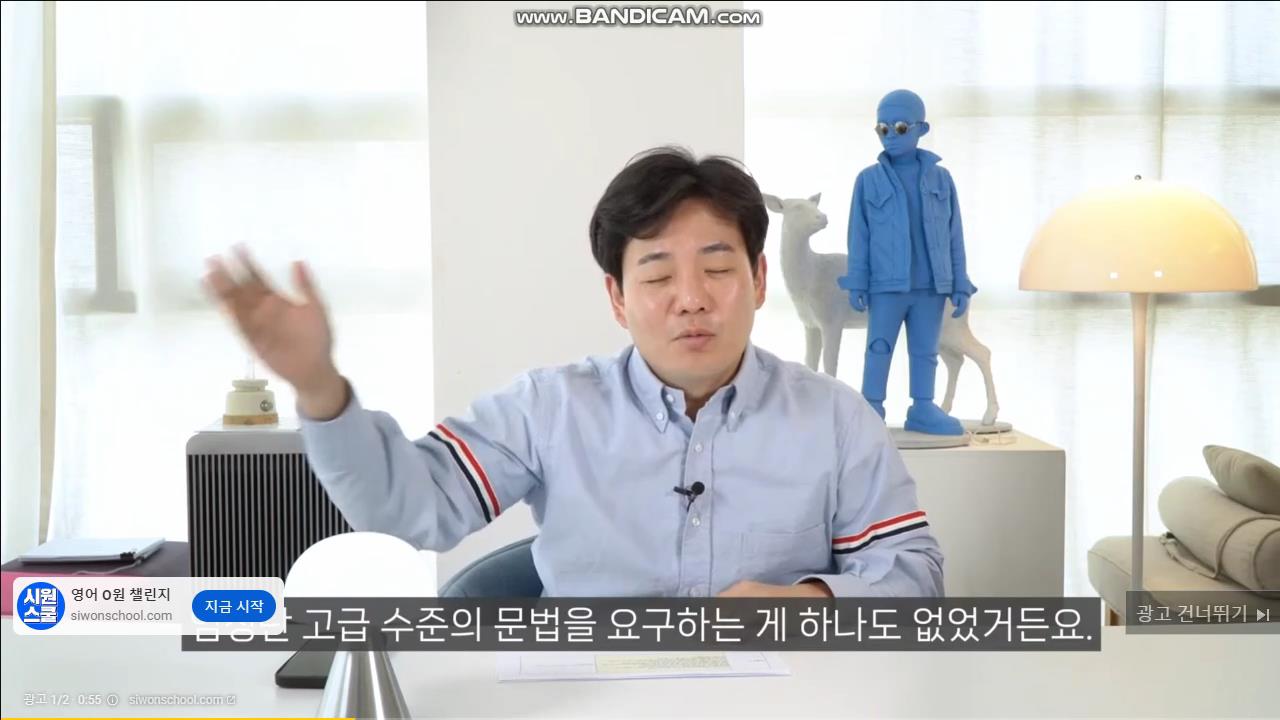 www.BANDICAM.com
시원
스쿨
영어 0원 챌린지
siwonschool.com
지금 시작
고급 수준의 문법을 요구하는 게 하나도 없었거든요.
광고 건너뛰기
광고 1/2 · 0:55
siwonschool.com